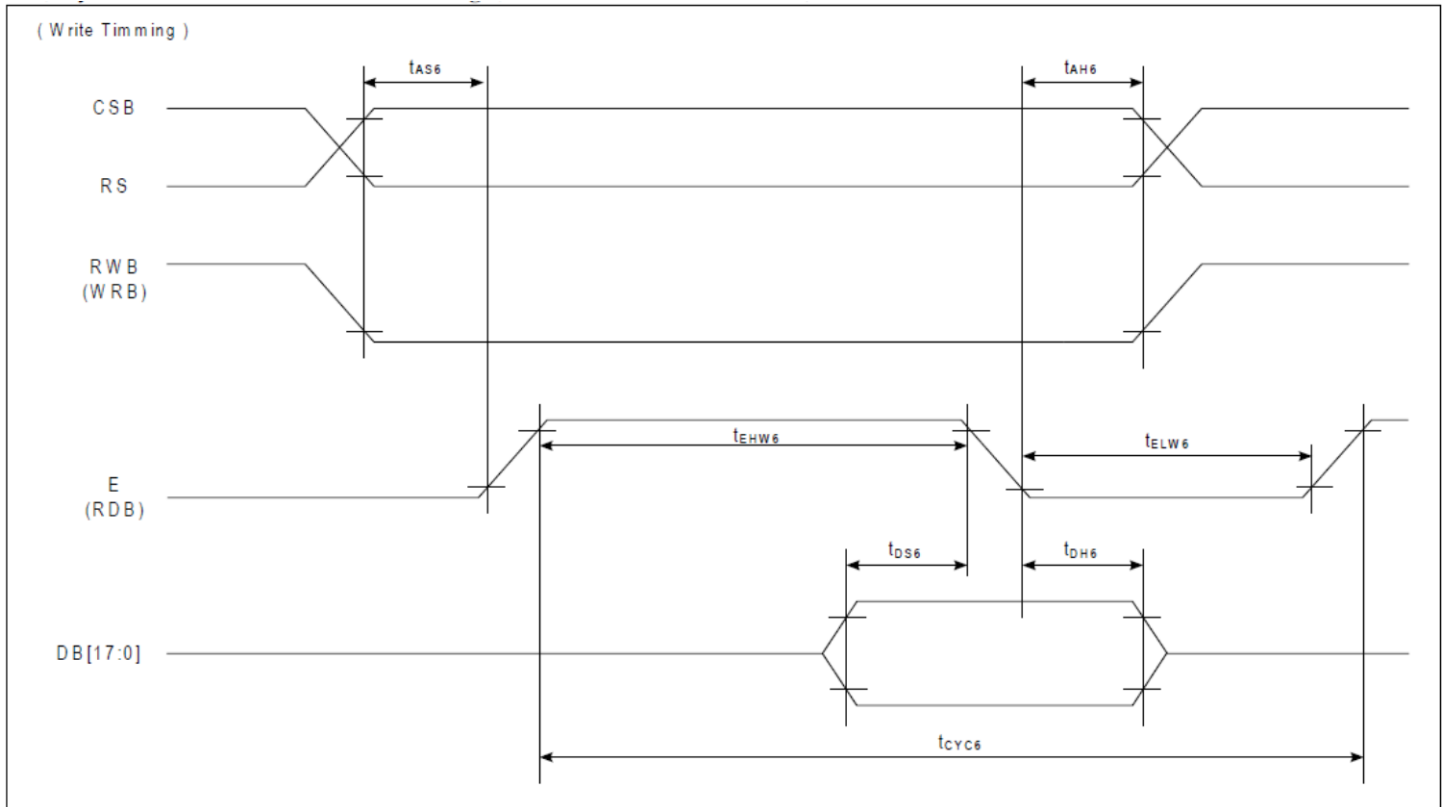 ( Write Timming )
tAS6
tAH6
CSB
RS
RWB
(WRB)
tEHW6
tELW6
E
(RDB)
tDS6
tDH6
DB[17:0]
tCYC6